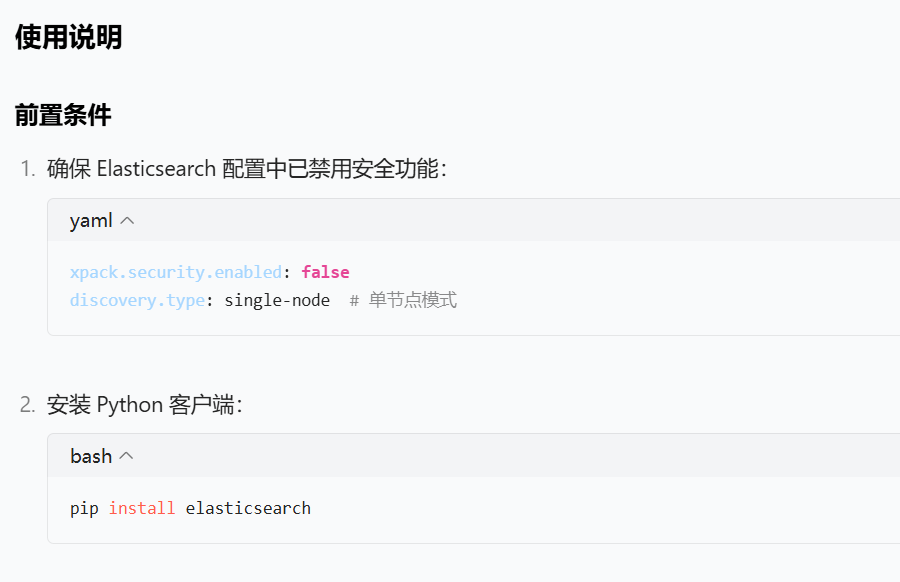 使用说明
前置条件
1. 确保 Elasticsearch 配置中已禁用安全功能：
yaml
xpack.security.enabled: false
discovery.type: single-node  # 单节点模式
2. 安装 Python 客户端：
bash
pip install elasticsearch